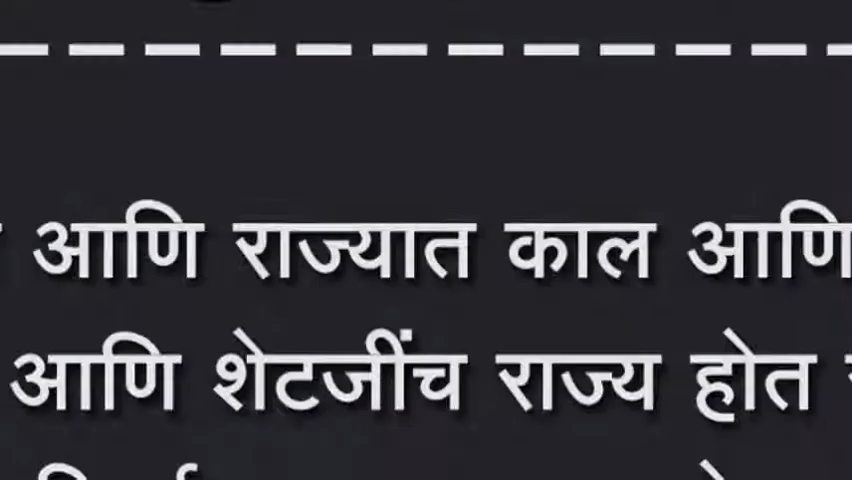 आणि राज्यात काल आणि
आणि शेटजींच राज्य होत